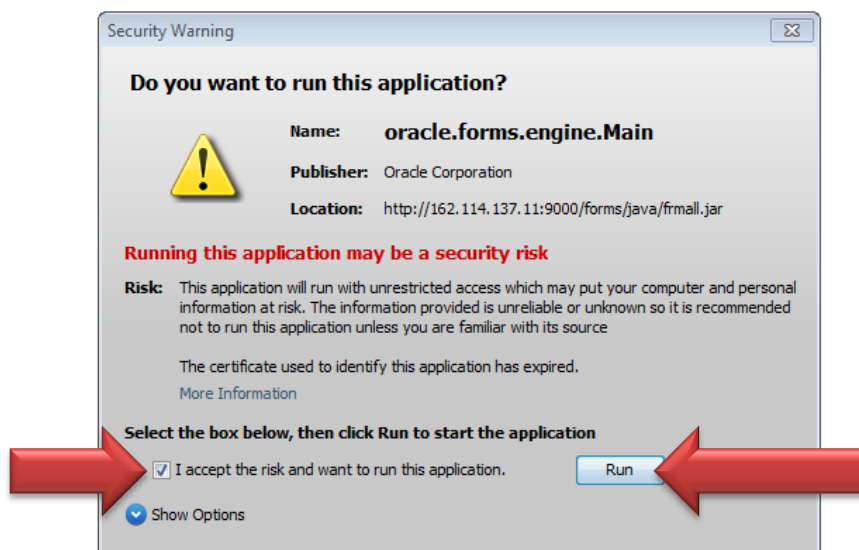 Security Warning
Do you want to run this application?
Name: oracle.forms.engine.Main
Publisher: Oracle Corporation
Location: http://162.114.137.11:9000/forms/java/frmall.jar
Running this application may be a security risk
Risk: This application will run with unrestricted access which may put your computer and personal
information at risk. The information provided is unreliable or unknown so it is recommended
not to run this application unless you are familiar with its source
The certificate used to identify this application has expired.
More Information
Select the box below, then click Run to start the application
I accept the risk and want to run this application. Run
Show Options